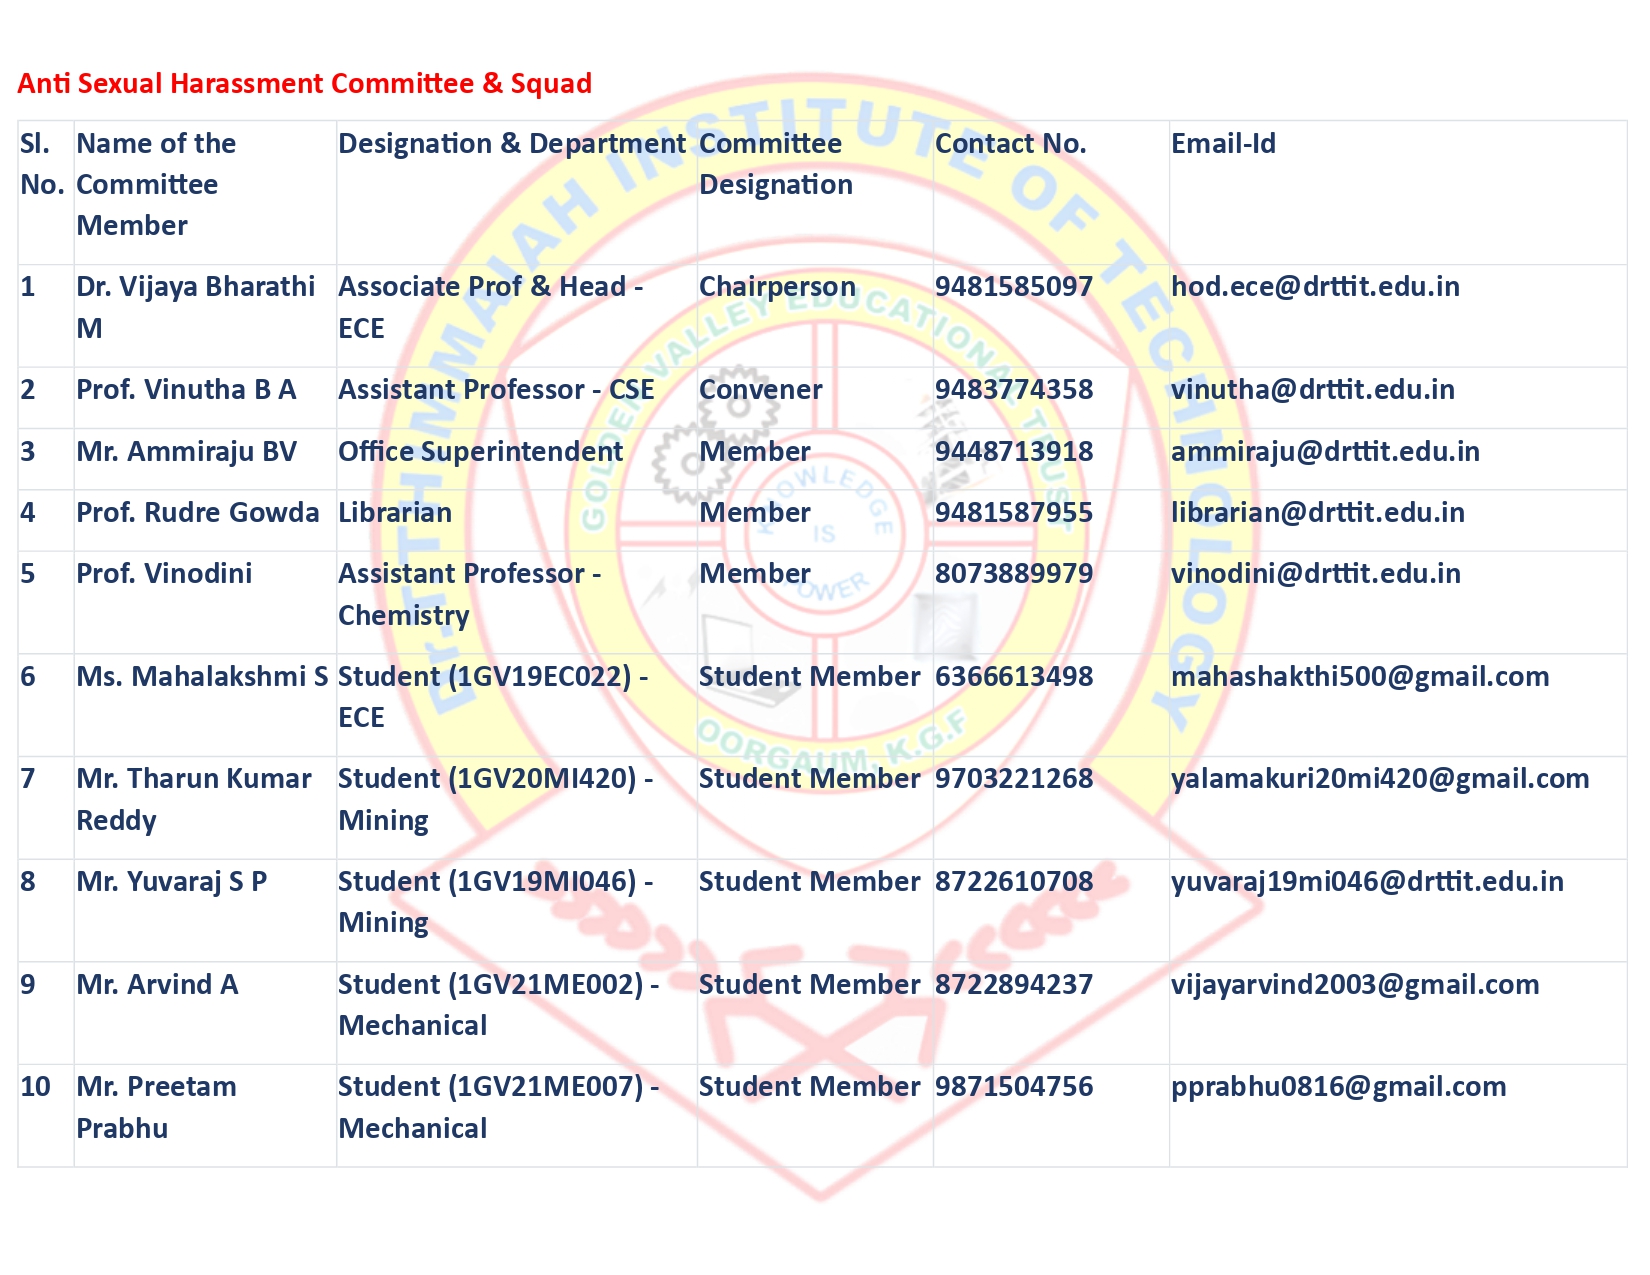 Anti Sexual Harassment Committee & Squad
Sl. No. Name of the Committee Member Designation & Department Committee Designation Contact No. Email-Id
1 Dr. Vijaya Bharathi M Associate Prof & Head - ECE Chairperson 9481585097 hod.ece@drttit.edu.in
2 Prof. Vinutha B A Assistant Professor - CSE Convener 9483774358 vinutha@drttit.edu.in
3 Mr. Ammiraju BV Office Superintendent Member 9448713918 ammiraju@drttit.edu.in
4 Prof. Rudre Gowda Librarian Member 9481587955 librarian@drttit.edu.in
5 Prof. Vinodini Assistant Professor - Chemistry Member 8073889979 vinodini@drttit.edu.in
6 Ms. Mahalakshmi S Student (1GV19EC022) - ECE Student Member 6366613498 mahashakthi500@gmail.com
7 Mr. Tharun Kumar Reddy Student (1GV20MI420) - Mining Student Member 9703221268 yalamakuri20mi420@gmail.com
8 Mr. Yuvaraj S P Student (1GV19MI046) - Mining Student Member 8722610708 yuvaraj19mi046@drttit.edu.in
9 Mr. Arvind A Student (1GV21ME002) - Mechanical Student Member 8722894237 vijayarvind2003@gmail.com
10 Mr. Preetam Prabhu Student (1GV21ME007) - Mechanical Student Member 9871504756 pprabhu0816@gmail.com
Dr. T THIMMAIAH INSTITUTE OF TECHNOLOGY
GOLDEN VALLEY EDUCATIONAL TRUST
KNOWLEDGE
IS
POWER
OORGAUM, K.G.F